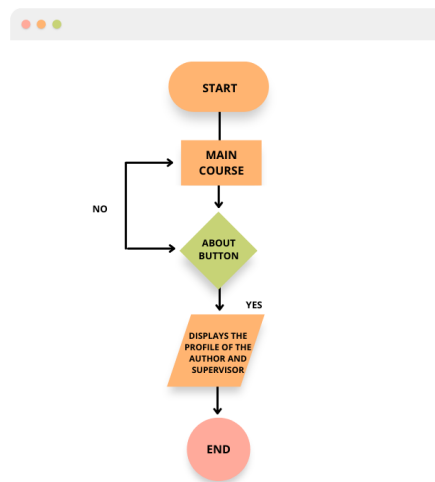 START
MAIN
COURSE
NO
ABOUT
BUTTON
YES
DISPLAYS THE
PROFILE OF THE
AUTHOR AND
SUPERVISOR
END